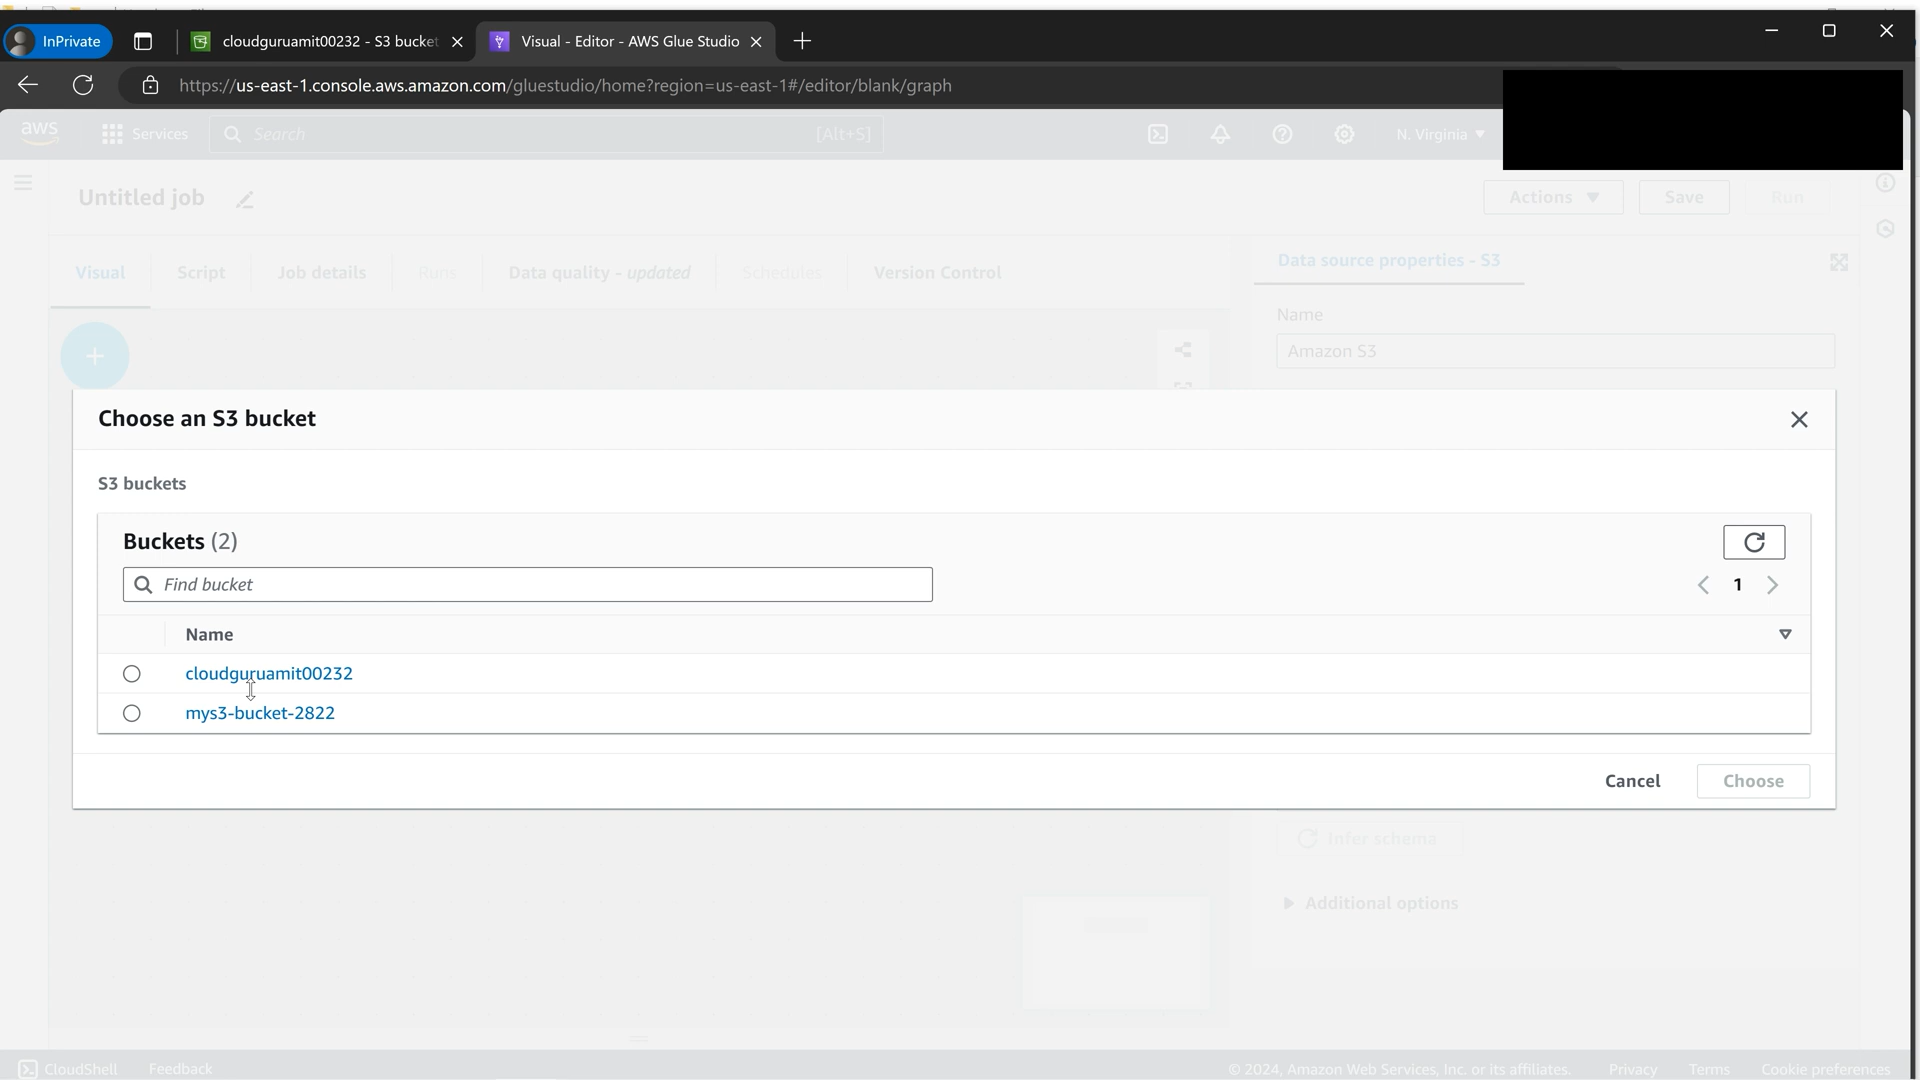 InPrivate
cloudguruamit00232 - S3 bucket
Visual - Editor - AWS Glue Studio
https://us-east-1.console.aws.amazon.com/gluestudio/home?region=us-east-1#/editor/blank/graph
aws
Services
Search
[Alt+S]
N. Virginia
Untitled job
Actions
Save
Run
Visual
Script
Job details
Runs
Data quality - updated
Schedules
Version Control
Data source properties - S3
Name
Amazon S3
Choose an S3 bucket
S3 buckets
Buckets (2)
Find bucket
1
Name
cloudguruamit00232
mys3-bucket-2822
Cancel
Choose
Infer schema
Additional options
CloudShell
Feedback
© 2024, Amazon Web Services, Inc. or its affiliates.
Privacy
Terms
Cookie preferences